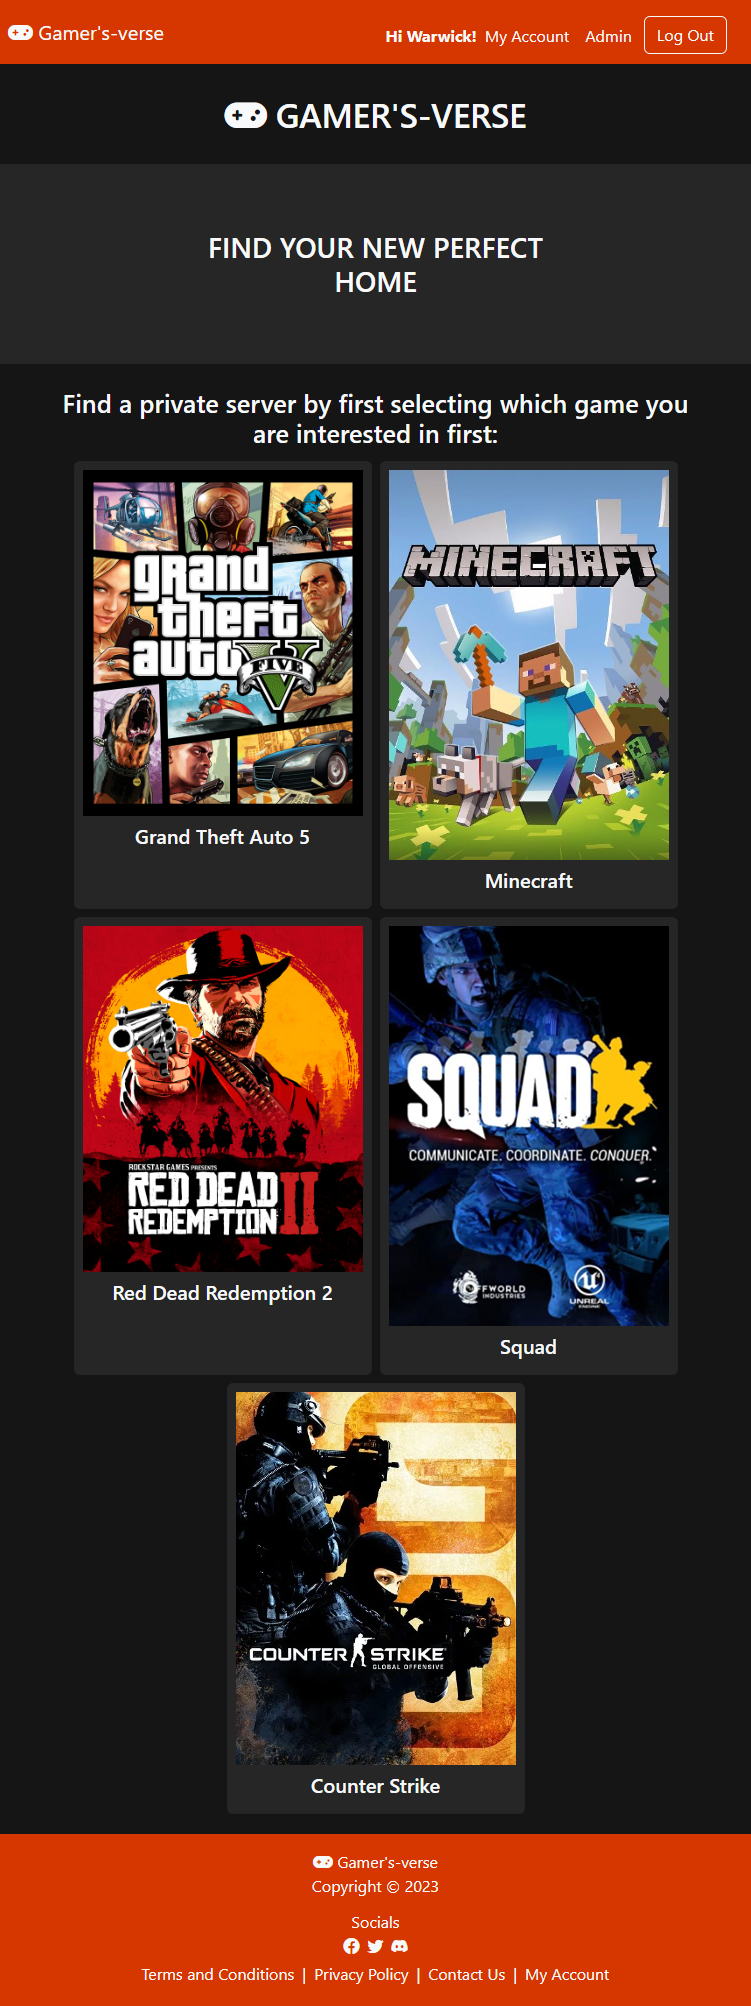 Gamer's-verse
Hi Warwick! My Account Admin Log Out
GAMER'S-VERSE
FIND YOUR NEW PERFECT
HOME
Find a private server by first selecting which game you
are interested in first:
grand
theft
auto
FIVE
V
MINECRAFT
Grand Theft Auto 5
Minecraft
ROCKSTAR GAMES PRESENTS
RED DEAD
REDEMPTION II
SQUAD
COMMUNICATE. COORDINATE. CONQUER.
OFFWORLD
INDUSTRIES
UNREAL
ENGINE
Red Dead Redemption 2
Squad
COUNTER STRIKE
GLOBAL OFFENSIVE
Counter Strike
Gamer's-verse
Copyright © 2023
Socials
Terms and Conditions | Privacy Policy | Contact Us | My Account